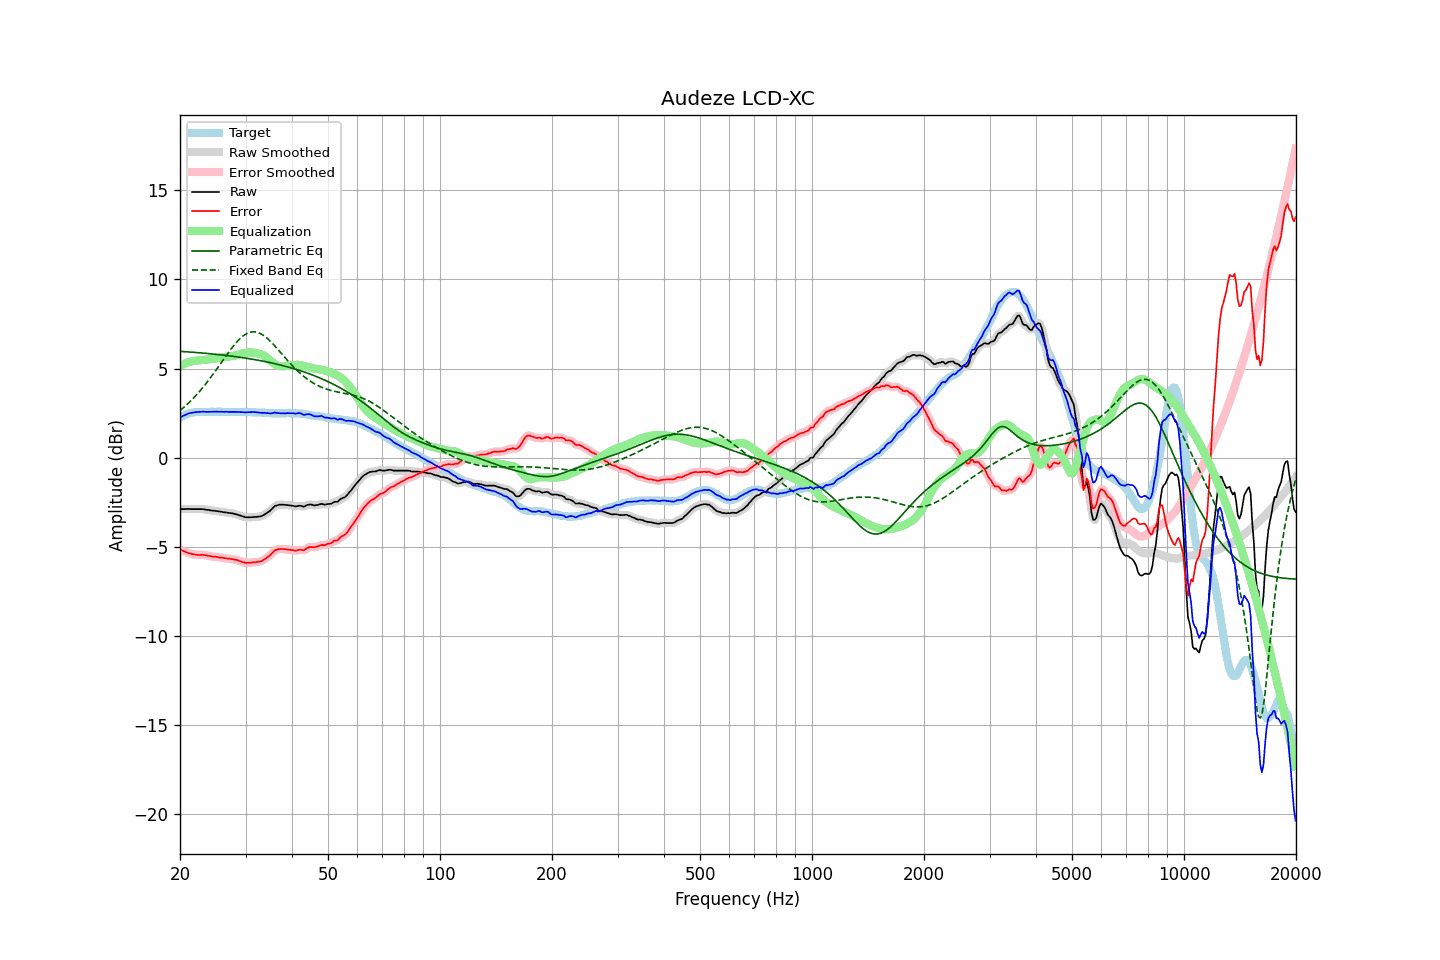 Audeze LCD-XC
Target
Raw Smoothed
Error Smoothed
Raw
Error
Equalization
Parametric Eq
Fixed Band Eq
Equalized
Amplitude (dBr)
15
10
5
0
−5
−10
−15
−20
20 50 100 200 500 1000 2000 5000 10000 20000
Frequency (Hz)